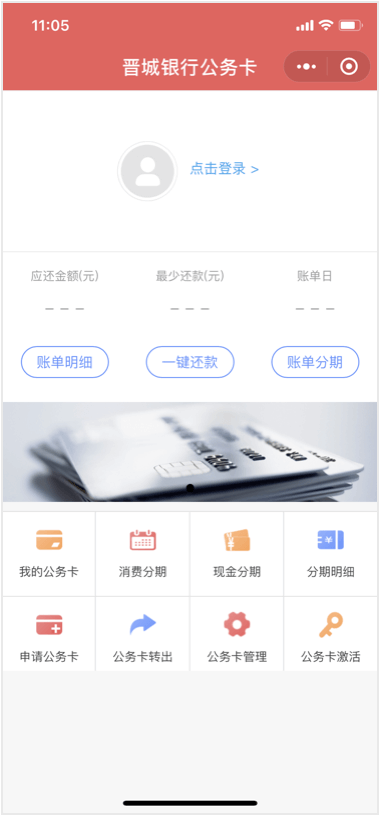 11:05
晋城银行公务卡
点击登录 >
应还金额(元) 最少还款(元) 账单日
--- --- ---
账单明细 一键还款 账单分期
我的公务卡 消费分期 现金分期 分期明细
申请公务卡 公务卡转出 公务卡管理 公务卡激活